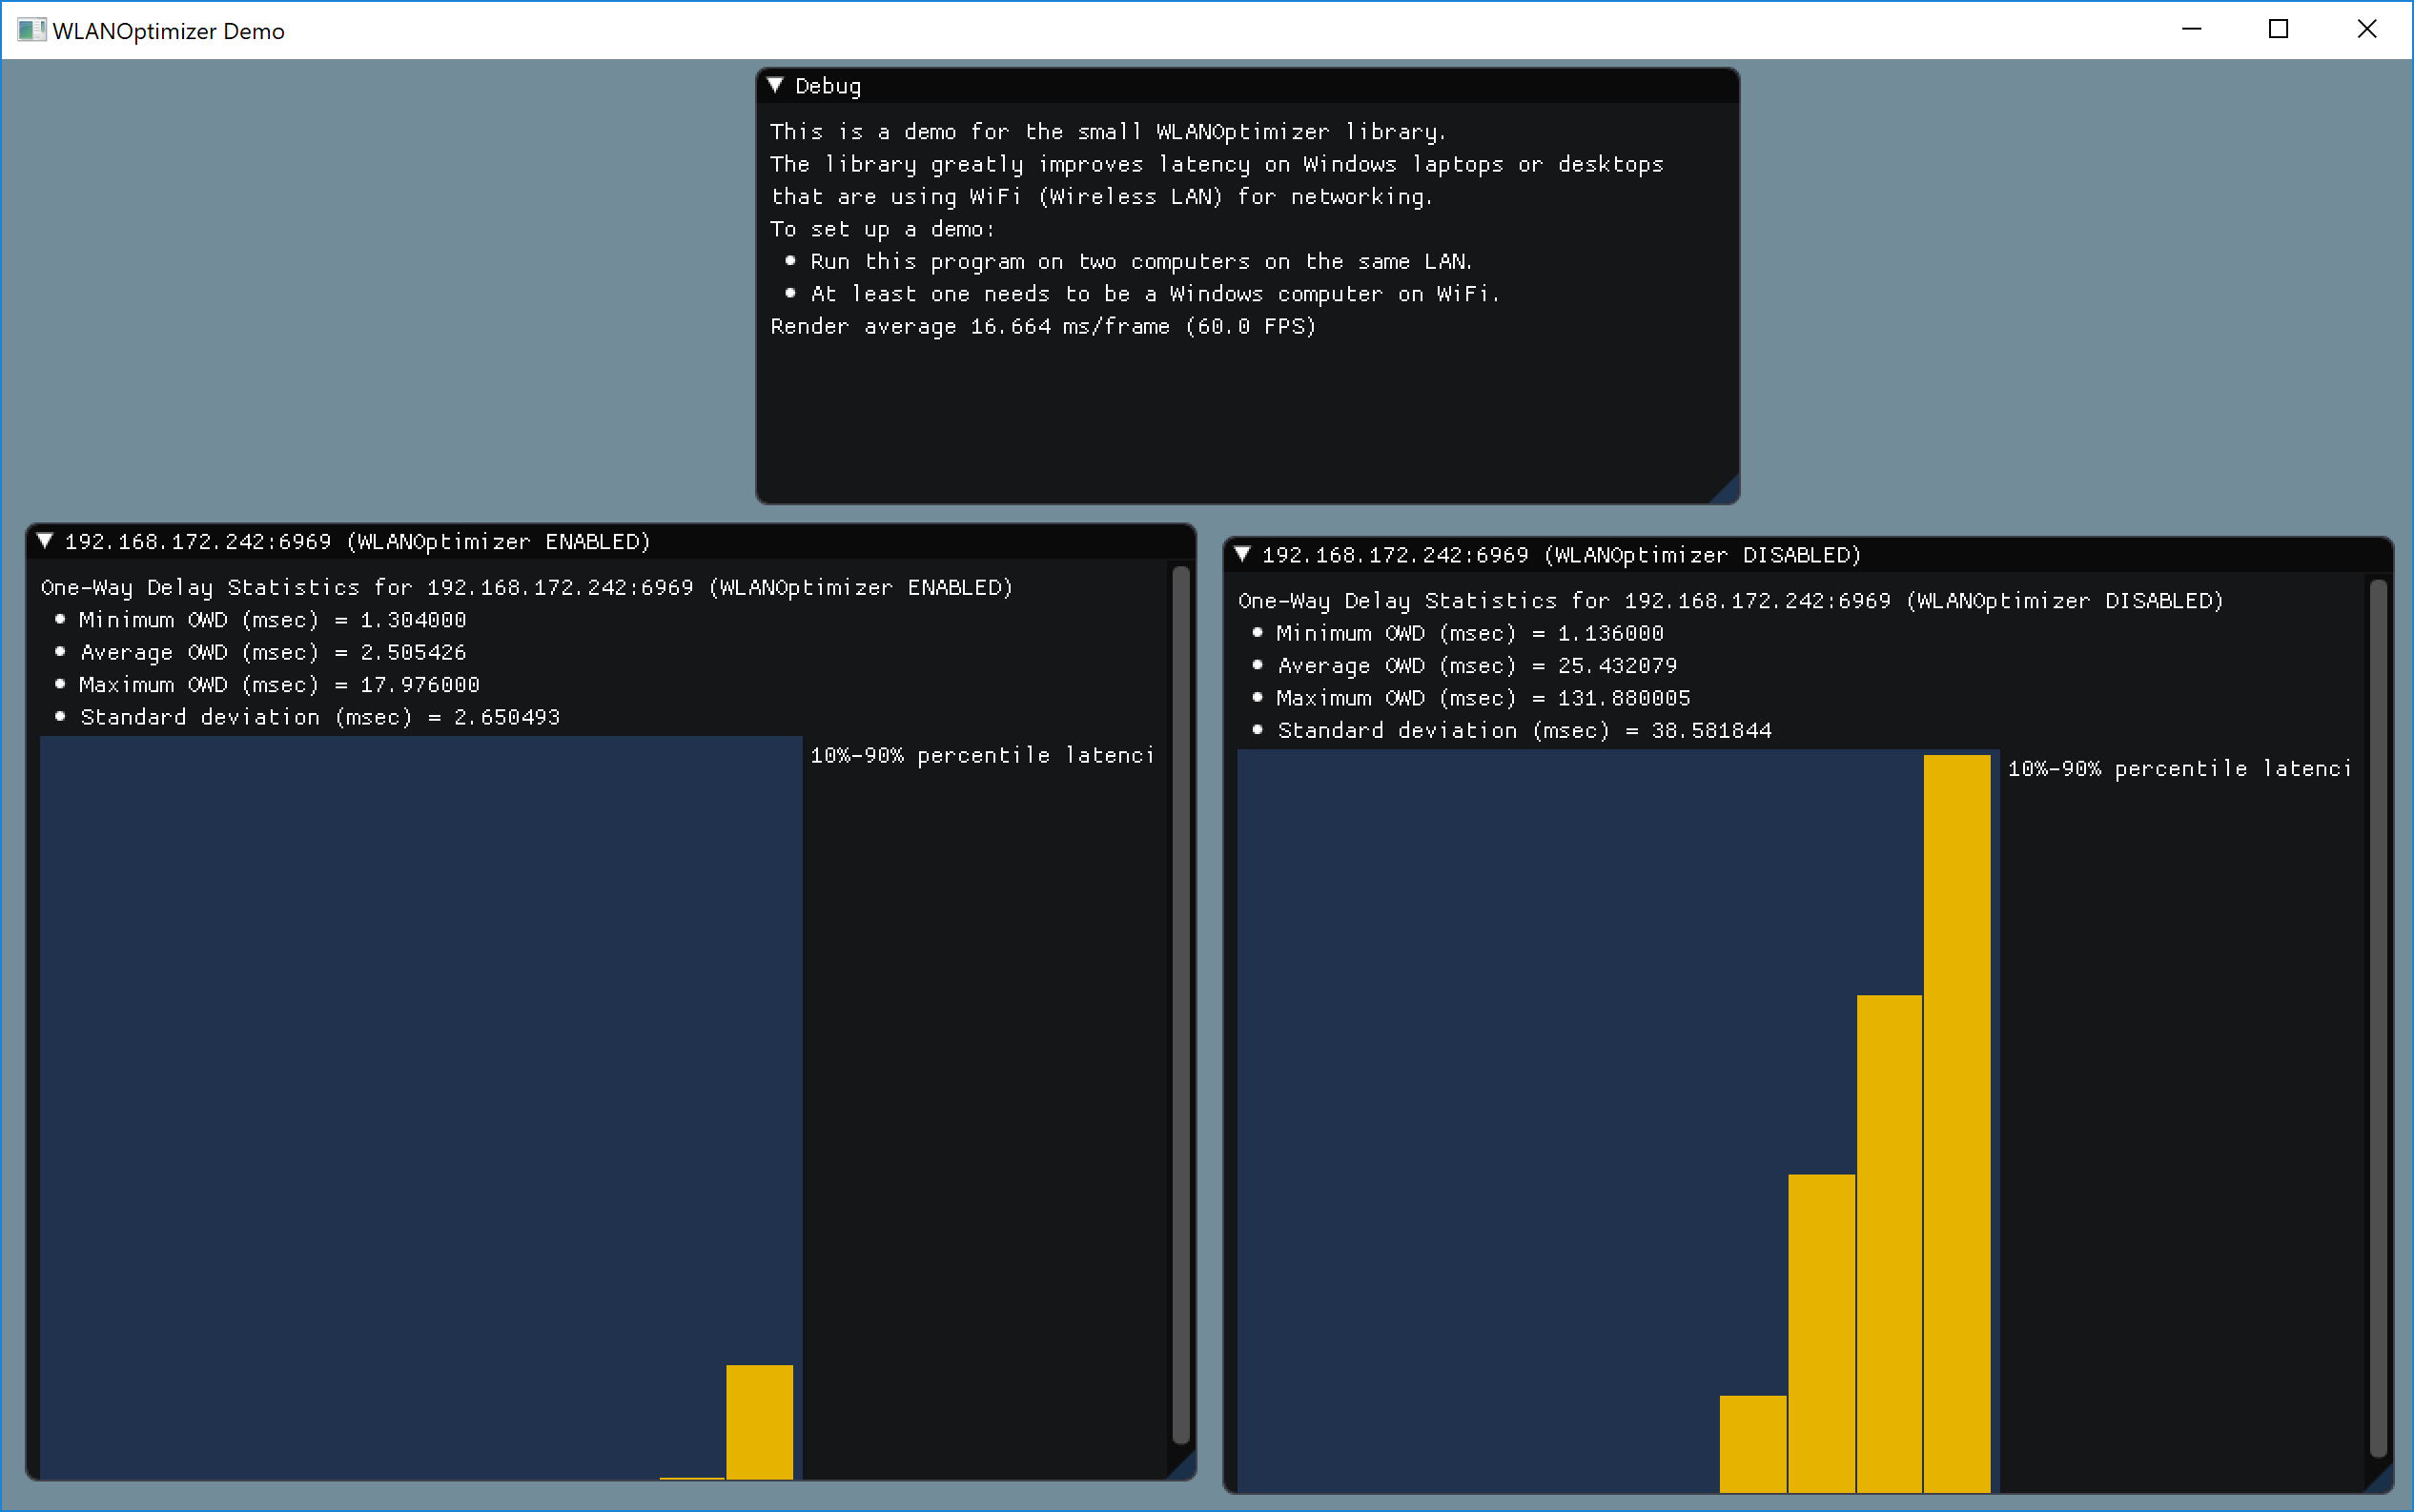 WLANOptimizer Demo
Debug
This is a demo for the small WLANOptimizer library.
The library greatly improves latency on Windows laptops or desktops
that are using WiFi (Wireless LAN) for networking.
To set up a demo:
• Run this program on two computers on the same LAN.
• At least one needs to be a Windows computer on WiFi.
Render average 16.664 ms/frame (60.0 FPS)
192.168.172.242:6969 (WLANOptimizer ENABLED)
One-Way Delay Statistics for 192.168.172.242:6969 (WLANOptimizer ENABLED)
• Minimum OWD (msec) = 1.304000
• Average OWD (msec) = 2.505426
• Maximum OWD (msec) = 17.976000
• Standard deviation (msec) = 2.650493
10%-90% percentile latenci
192.168.172.242:6969 (WLANOptimizer DISABLED)
One-Way Delay Statistics for 192.168.172.242:6969 (WLANOptimizer DISABLED)
• Minimum OWD (msec) = 1.136000
• Average OWD (msec) = 25.432079
• Maximum OWD (msec) = 131.880005
• Standard deviation (msec) = 38.581844
10%-90% percentile latenci